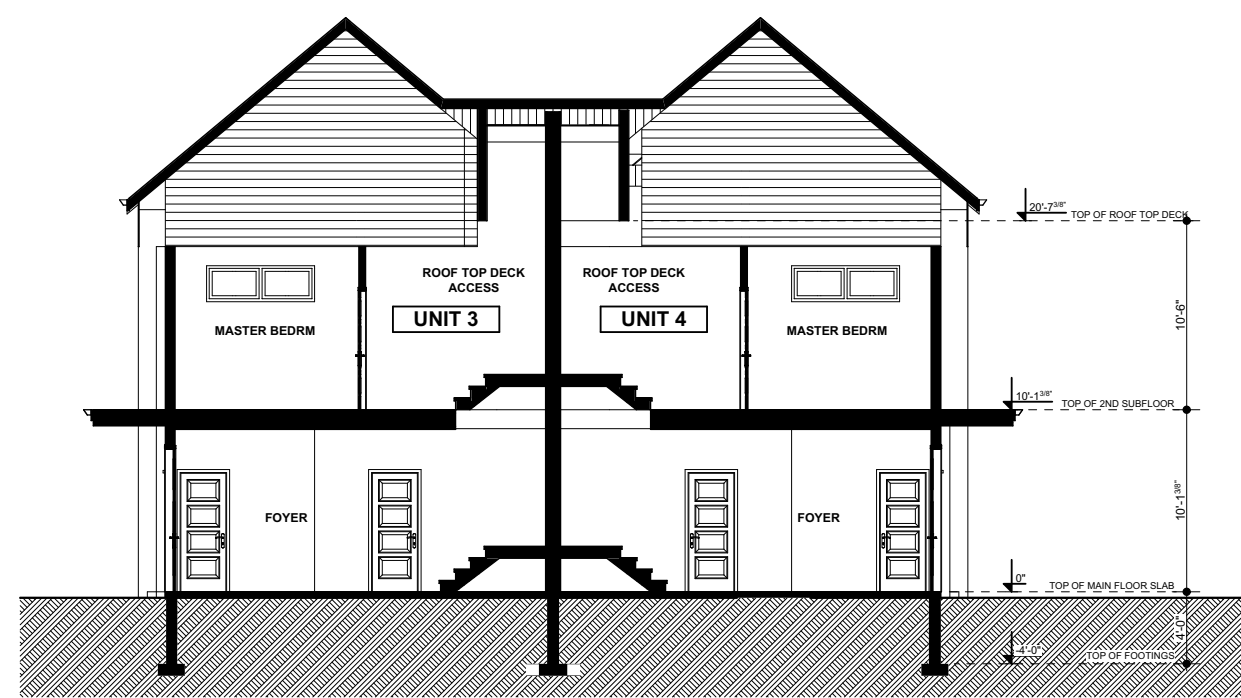 20'-7 3/8"
TOP OF ROOF TOP DECK
ROOF TOP DECK
ACCESS
ROOF TOP DECK
ACCESS
UNIT 3
UNIT 4
MASTER BEDRM
MASTER BEDRM
10'-6"
10'-1 3/8"
TOP OF 2ND SUBFLOOR
10'-1 3/8"
FOYER
FOYER
0"
TOP OF MAIN FLOOR SLAB
4'-0"
-4'-0"
TOP OF FOOTINGS